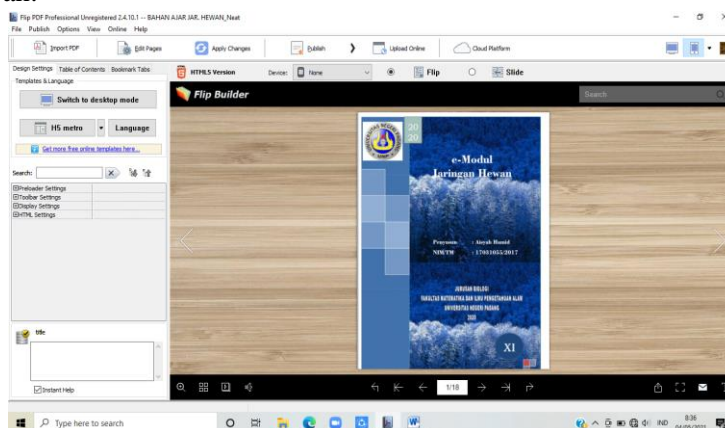 Flip PDF Professional Unregistered 2.4.10.1 -- BAHAN AJAR JAR. HEWAN_Neat
File Publish Options View Online Help
Import PDF Edit Pages Apply Changes Publish Upload Online Cloud Platform
Design Settings Table of Contents Bookmark Tabs
HTML5 Version Device: None Flip Slide
Templates & Language
Switch to desktop mode
Flip Builder
Search
H5 metro Language
Get more free online templates here...
Search:
Preloader Settings
Toolbar Settings
Display Settings
HTML Settings
20
20
e-Modul
Jaringan Hewan
Penyusun : Aisyah Hamid
NIM/TM : 17031055/2017
JURUSAN BIOLOGI
FAKULTAS MATEMATIKA DAN ILMU PENGETAHUAN ALAM
UNIVERSITAS NEGERI PADANG
2020
XI
title
Instant Help
1/18
Type here to search
IND
8:36
04/05/2021